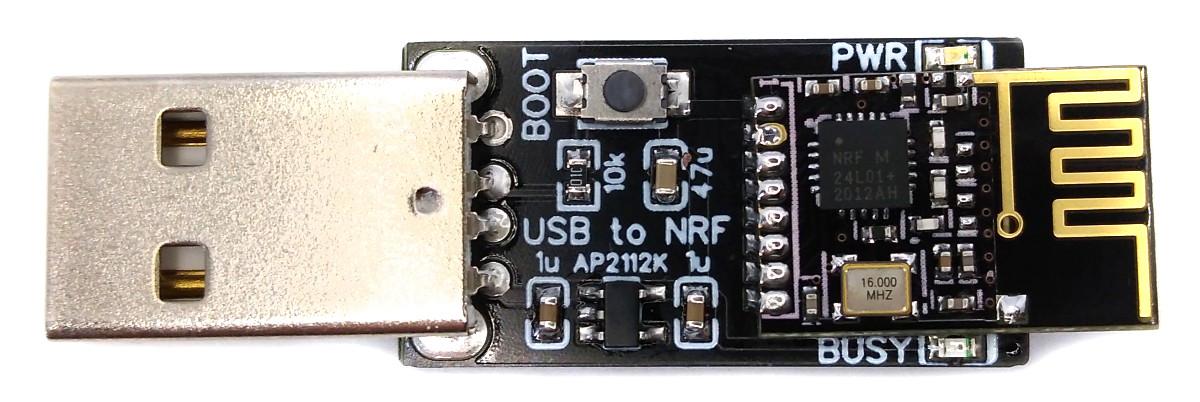 BOOT
PWR
10k
47u
NRF M
24L01+
2012AH
USB to NRF
1u AP2112K 1u
16.000
MHZ
BUSY